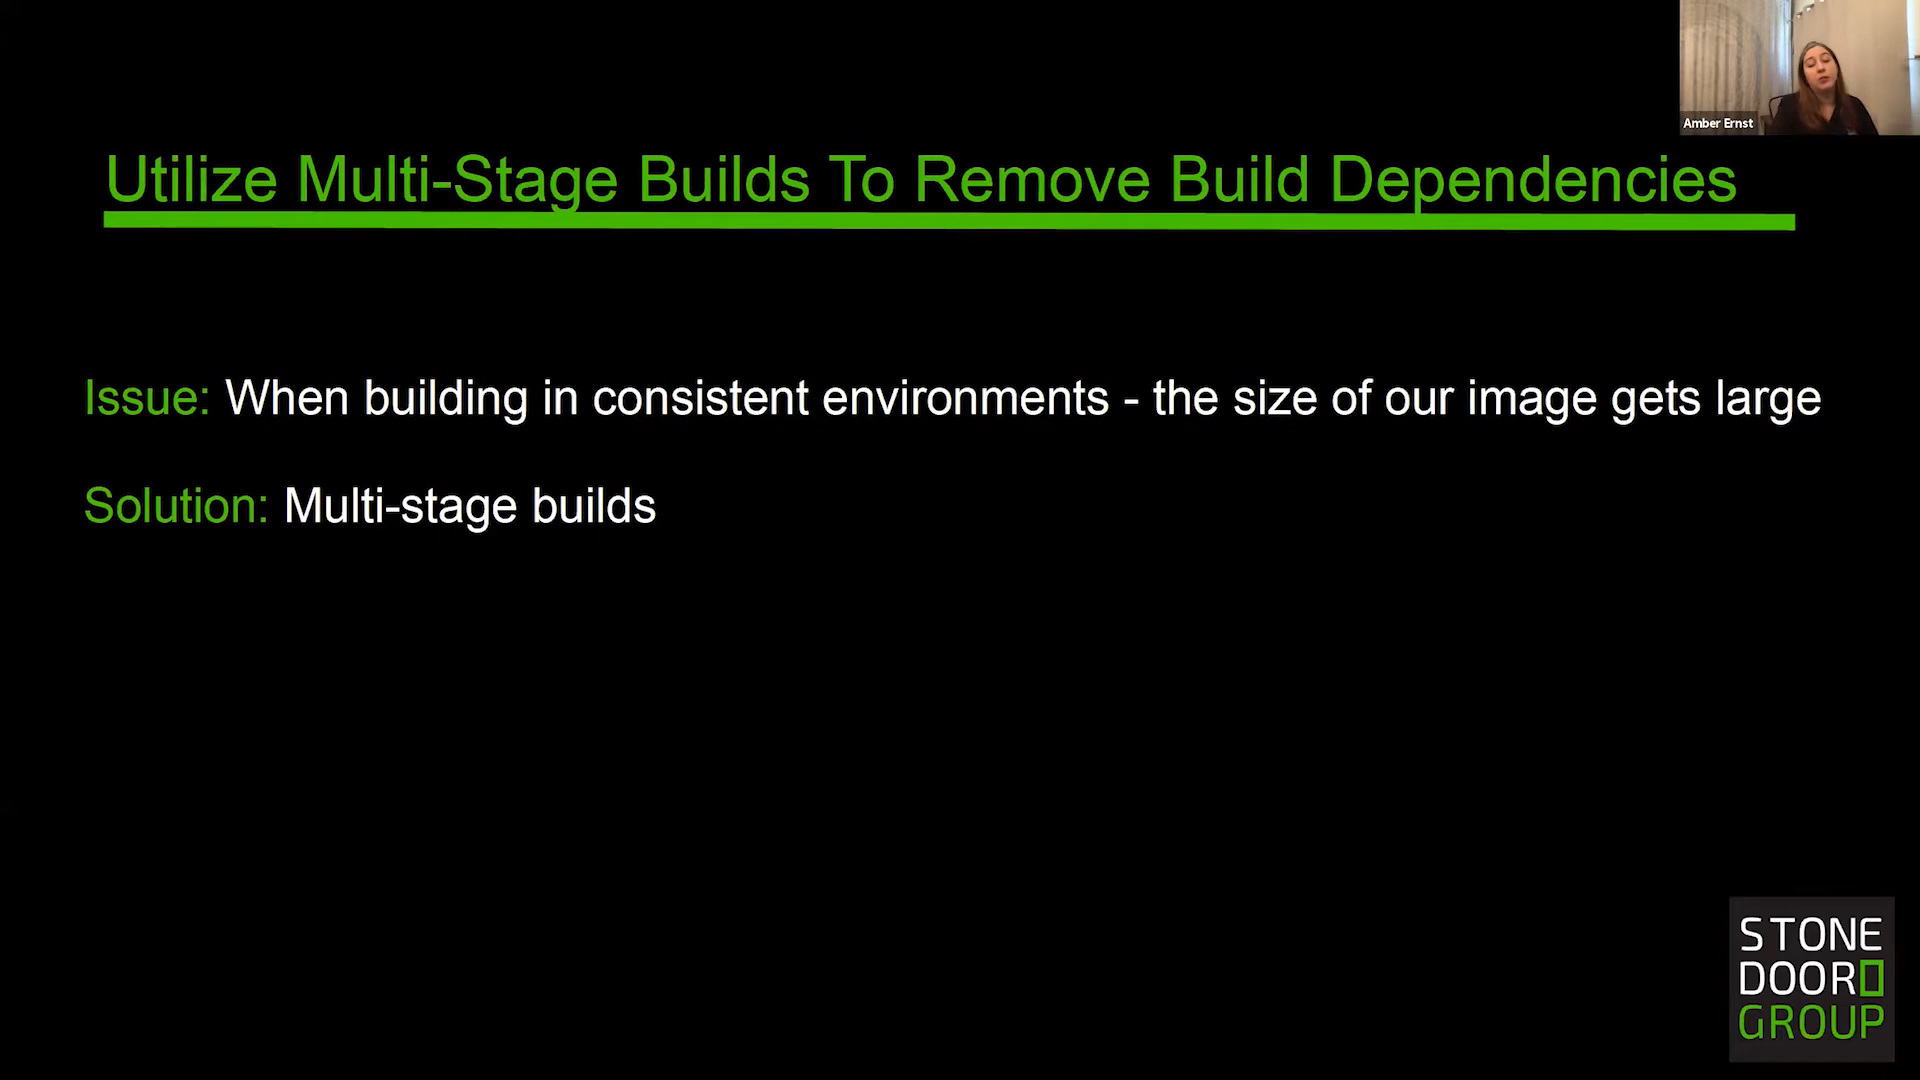 Amber Ernst
Utilize Multi-Stage Builds To Remove Build Dependencies
Issue: When building in consistent environments - the size of our image gets large
Solution: Multi-stage builds
STONE
DOOR
GROUP